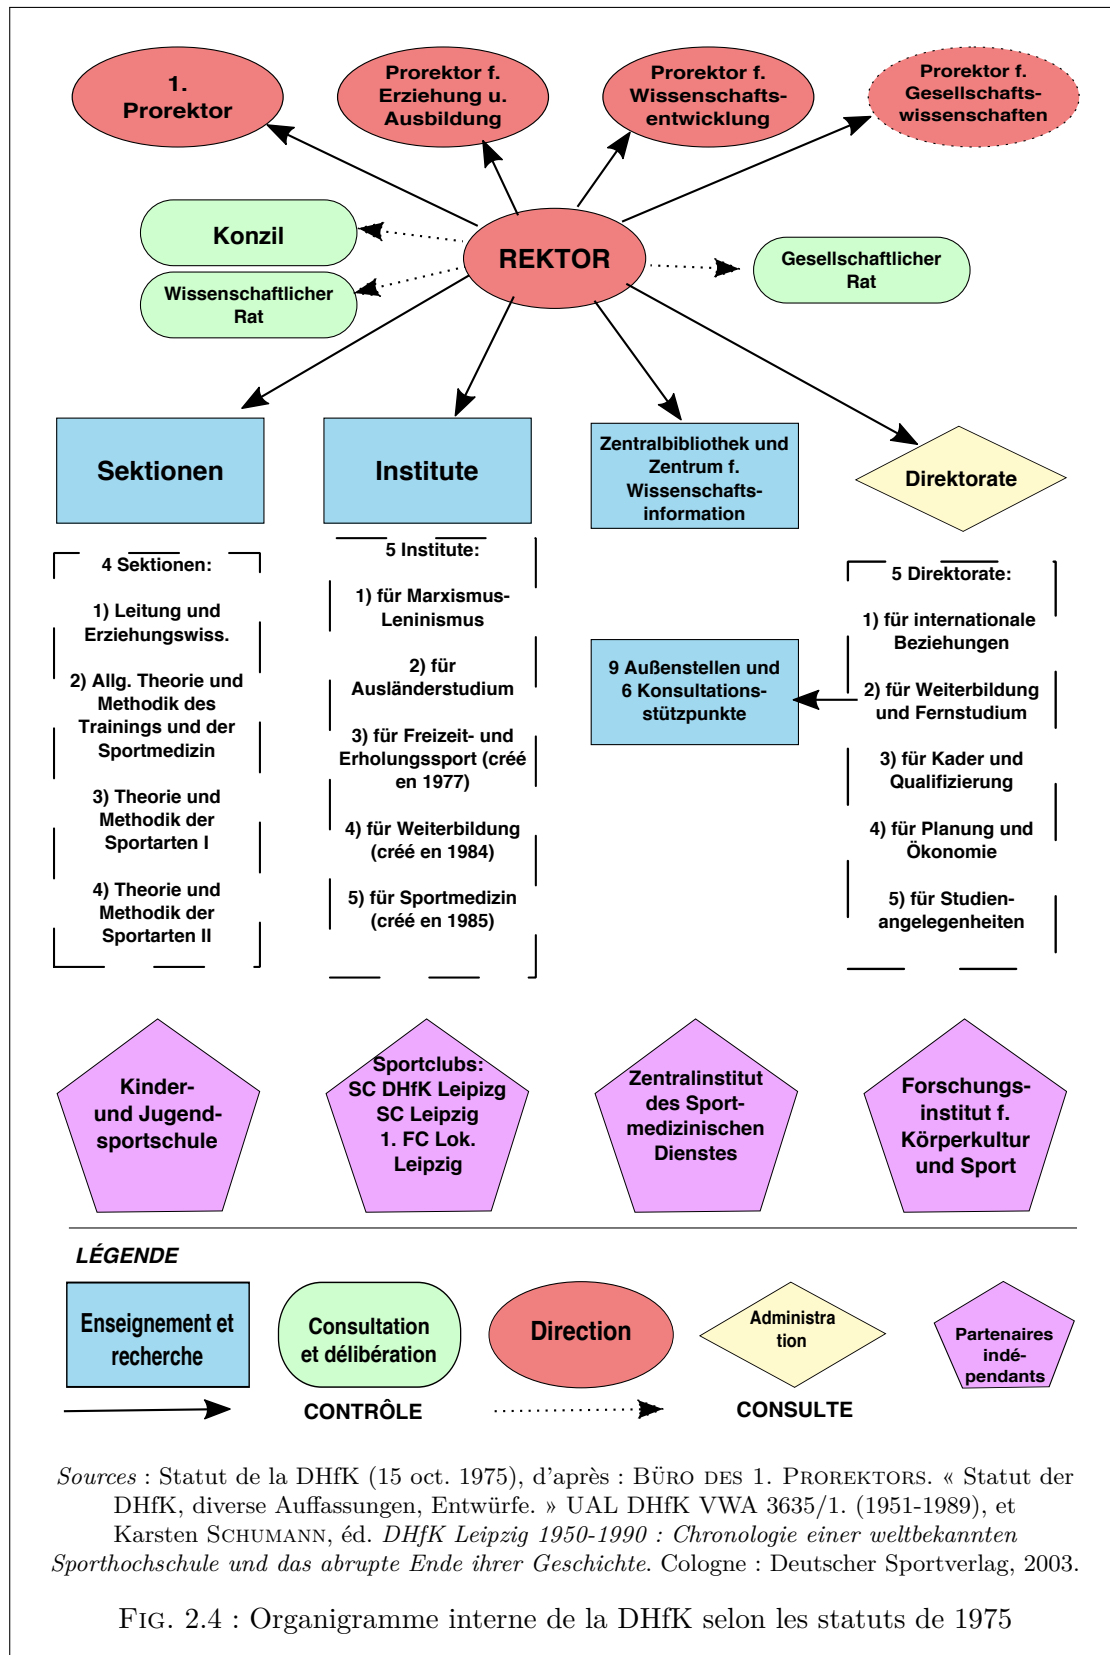 1.
Prorektor
Prorektor f.
Erziehung u.
Ausbildung
Prorektor f.
Wissenschafts-
entwicklung
Prorektor f.
Gesellschafts-
wissenschaften
Konzil
Wissenschaftlicher
Rat
REKTOR
Gesellschaftlicher
Rat
Sektionen
Institute
Zentralbibliothek und
Zentrum f.
Wissenschafts-
information
Direktorate
4 Sektionen:
1) Leitung und
Erziehungswiss.
2) Allg. Theorie und
Methodik des
Trainings und der
Sportmedizin
3) Theorie und
Methodik der
Sportarten I
4) Theorie und
Methodik der
Sportarten II
5 Institute:
1) für Marxismus-
Leninismus
2) für
Ausländerstudium
3) für Freizeit- und
Erholungssport (créé
en 1977)
4) für Weiterbildung
(créé en 1984)
5) für Sportmedizin
(créé en 1985)
9 Außenstellen und
6 Konsultations-
stützpunkte
5 Direktorate:
1) für internationale
Beziehungen
2) für Weiterbildung
und Fernstudium
3) für Kader und
Qualifizierung
4) für Planung und
Ökonomie
5) für Studien-
angelegenheiten
Kinder-
und Jugend-
sportschule
Sportclubs:
SC DHfK Leipizg
SC Leipzig
1. FC Lok.
Leipzig
Zentralinstitut
des Sport-
medizinischen
Dienstes
Forschungs-
institut f.
Körperkultur
und Sport
LÉGENDE
Enseignement et
recherche
Consultation
et délibération
Direction
Administra
tion
Partenaires
indé-
pendants
CONTRÔLE
CONSULTE
Sources : Statut de la DHfK (15 oct. 1975), d'après : BÜRO DES 1. PROREKTORS. « Statut der
DHfK, diverse Auffassungen, Entwürfe. » UAL DHfK VWA 3635/1. (1951-1989), et
Karsten SCHUMANN, éd. DHfK Leipzig 1950-1990 : Chronologie einer weltbekannten
Sporthochschule und das abrupte Ende ihrer Geschichte. Cologne : Deutscher Sportverlag, 2003.
FIG. 2.4 : Organigramme interne de la DHfK selon les statuts de 1975